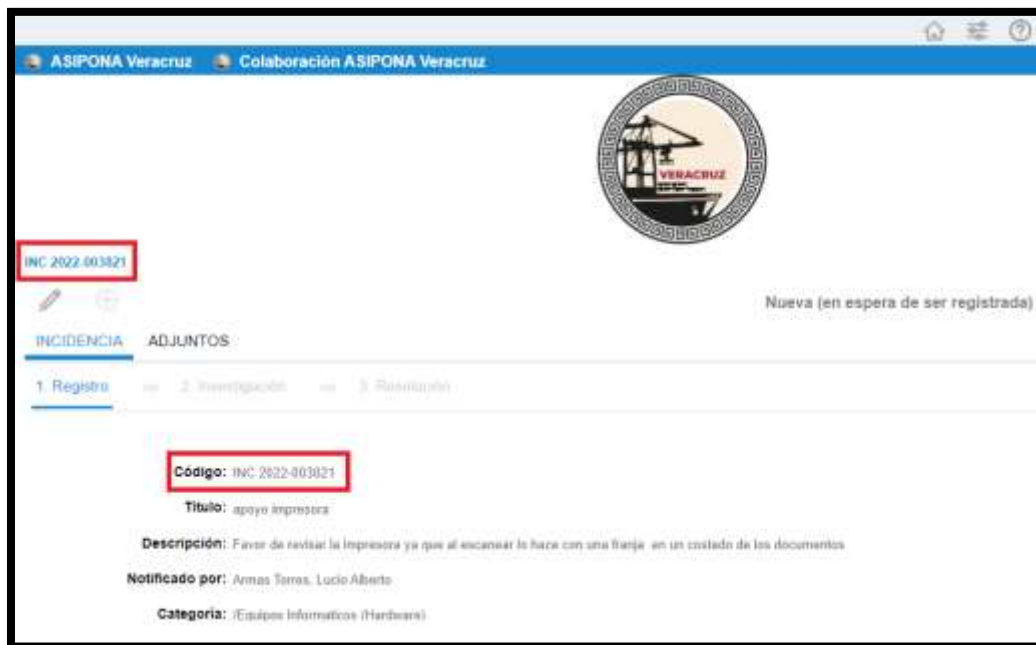 ASIPONA Veracruz Colaboración ASIPONA Veracruz
VERACRUZ
INC 2022-003821
Nueva (en espera de ser registrada)
INCIDENCIA ADJUNTOS
1. Registro 2. Investigación 3. Resolución
Código: INC 2022-003821
Título: apoyo impresora
Descripción: Favor de revisar la impresora ya que al escanear lo hace con una franja en un costado de los documentos
Notificado por: Armas Torres, Lucio Alberto
Categoría: /Equipos Informaticos (Hardware)